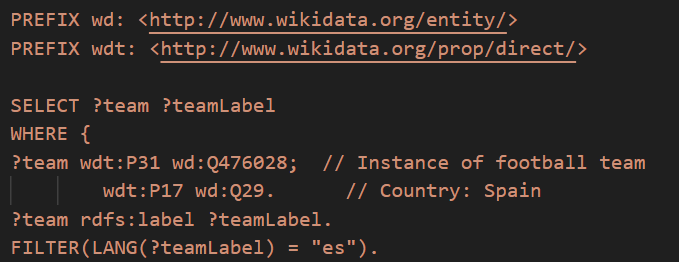 PREFIX wd: <http://www.wikidata.org/entity/>
PREFIX wdt: <http://www.wikidata.org/prop/direct/>
SELECT ?team ?teamLabel
WHERE {
?team wdt:P31 wd:Q476028;  // Instance of football team
        wdt:P17 wd:Q29.      // Country: Spain
?team rdfs:label ?teamLabel.
FILTER(LANG(?teamLabel) = "es").